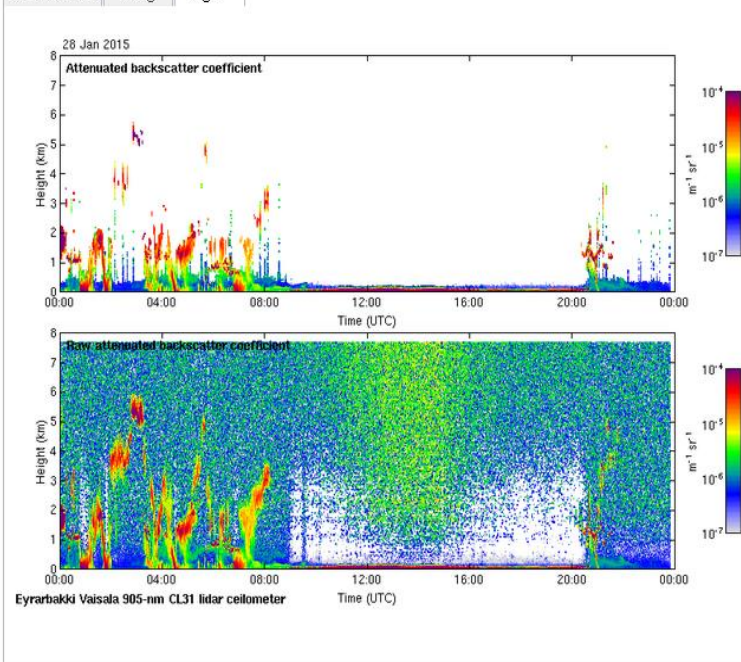 28 Jan 2015
Attenuated backscatter coefficient
8
7
6
5
4
3
2
1
0
Height (km)
00:00 04:00 08:00 12:00 16:00 20:00 00:00
Time (UTC)
10-4
10-5
10-6
10-7
m-1 sr-1
Raw attenuated backscatter coefficient
8
7
6
5
4
3
2
1
0
Height (km)
00:00 04:00 08:00 12:00 16:00 20:00 00:00
Time (UTC)
10-4
10-5
10-6
10-7
m-1 sr-1
Eyrarbakki Vaisala 905-nm CL31 lidar ceilometer